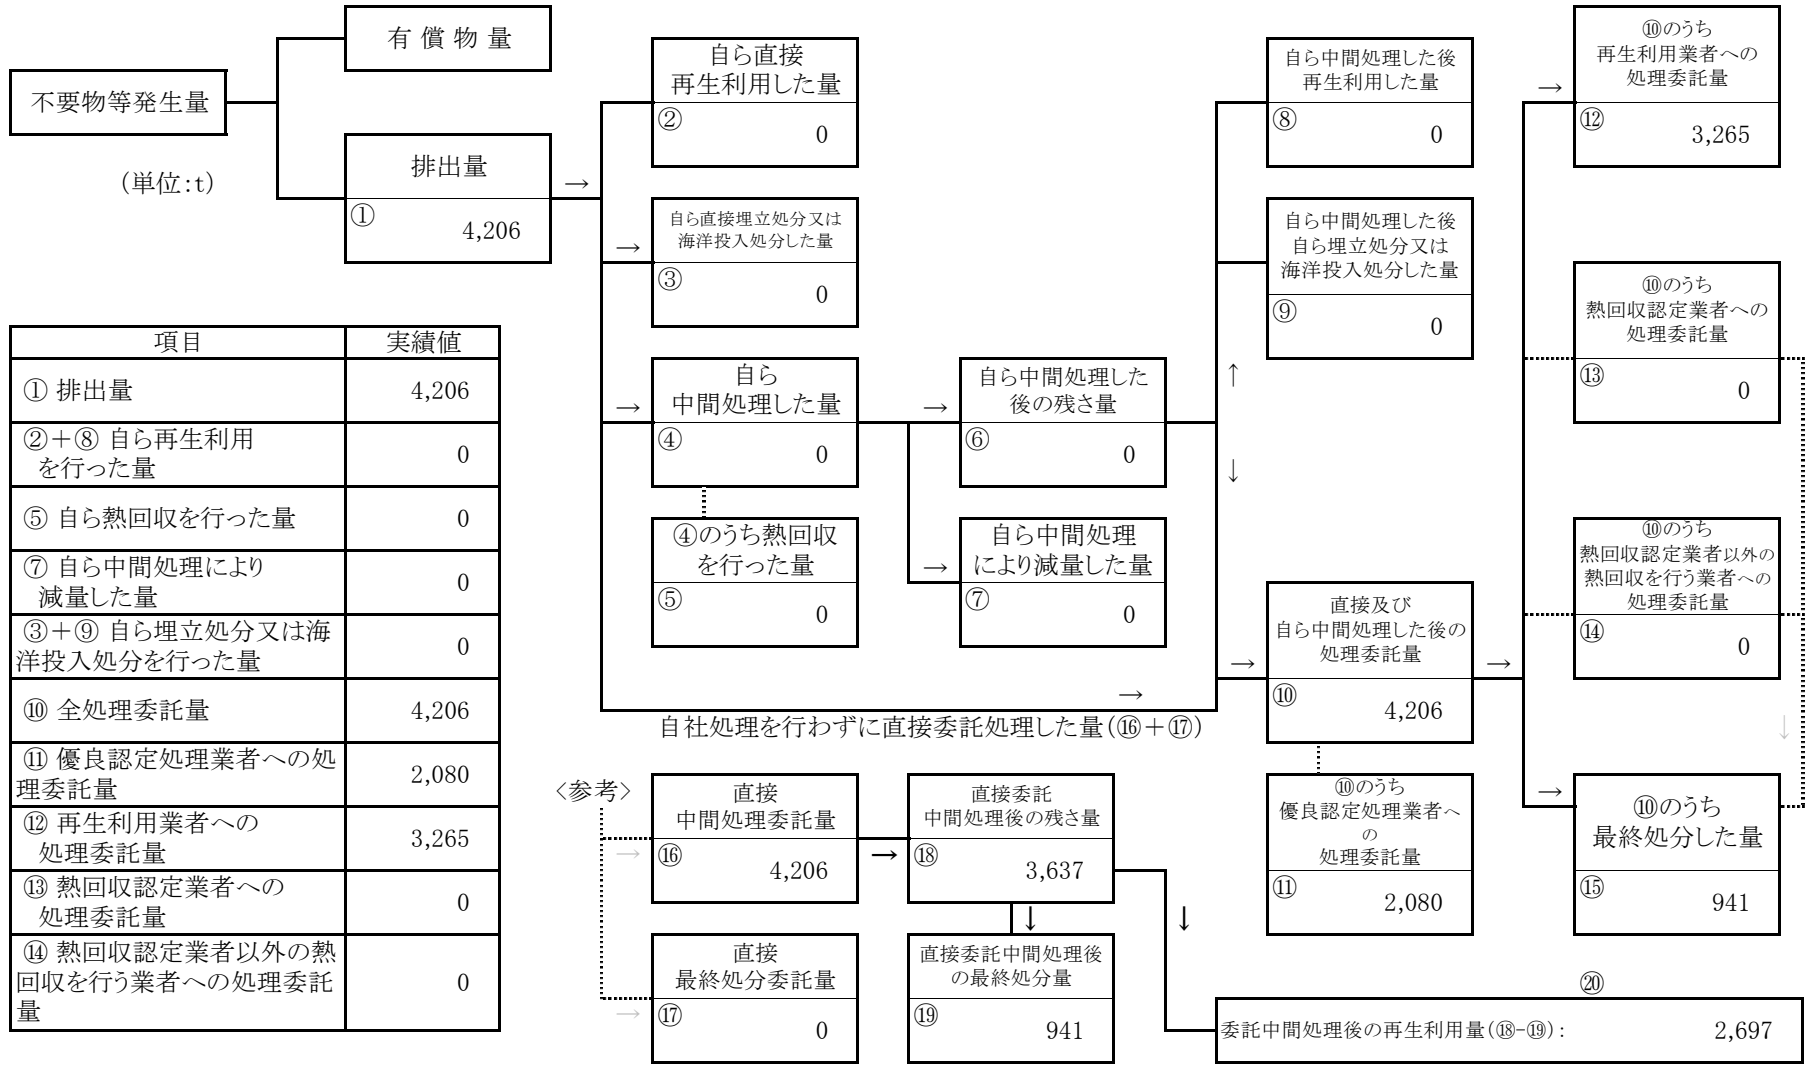 有償物量
不要物等発生量
(単位:t)
排出量
①
4,206
→
自ら直接
再生利用した量
②
0
→
自ら直接埋立処分又は
海洋投入処分した量
③
0
→
自ら
中間処理した量
④
0
④のうち熱回収
を行った量
⑤
0
→
自ら中間処理した
後の残さ量
⑥
0
→
自ら中間処理
により減量した量
⑦
0
↑
↓
自ら中間処理した後
再生利用した量
⑧
0
自ら中間処理した後
自ら埋立処分又は
海洋投入処分した量
⑨
0
→
自社処理を行わずに直接委託処理した量(⑯+⑰)
→
直接及び
自ら中間処理した後の
処理委託量
⑩
4,206
⑩のうち
優良認定処理業者へ
の
処理委託量
⑪
2,080
→
→
⑩のうち
再生利用業者への
処理委託量
⑫
3,265
⑩のうち
熱回収認定業者への
処理委託量
⑬
0
⑩のうち
熱回収認定業者以外の
熱回収を行う業者への
処理委託量
⑭
0
↓
→
⑩のうち
最終処分した量
⑮
941
項目 実績値
① 排出量 4,206
②+⑧ 自ら再生利用
を行った量 0
⑤ 自ら熱回収を行った量 0
⑦ 自ら中間処理により
減量した量 0
③+⑨ 自ら埋立処分又は海
洋投入処分を行った量 0
⑩ 全処理委託量 4,206
⑪ 優良認定処理業者への処
理委託量 2,080
⑫ 再生利用業者への
処理委託量 3,265
⑬ 熱回収認定業者への
処理委託量 0
⑭ 熱回収認定業者以外の熱
回収を行う業者への処理委託
量 0
<参考>
→
直接
中間処理委託量
⑯
4,206
→
直接委託
中間処理後の残さ量
⑱
3,637
↓
↓
→
直接
最終処分委託量
⑰
0
直接委託中間処理後
の最終処分量
⑲
941
⑳
委託中間処理後の再生利用量(⑱-⑲): 2,697